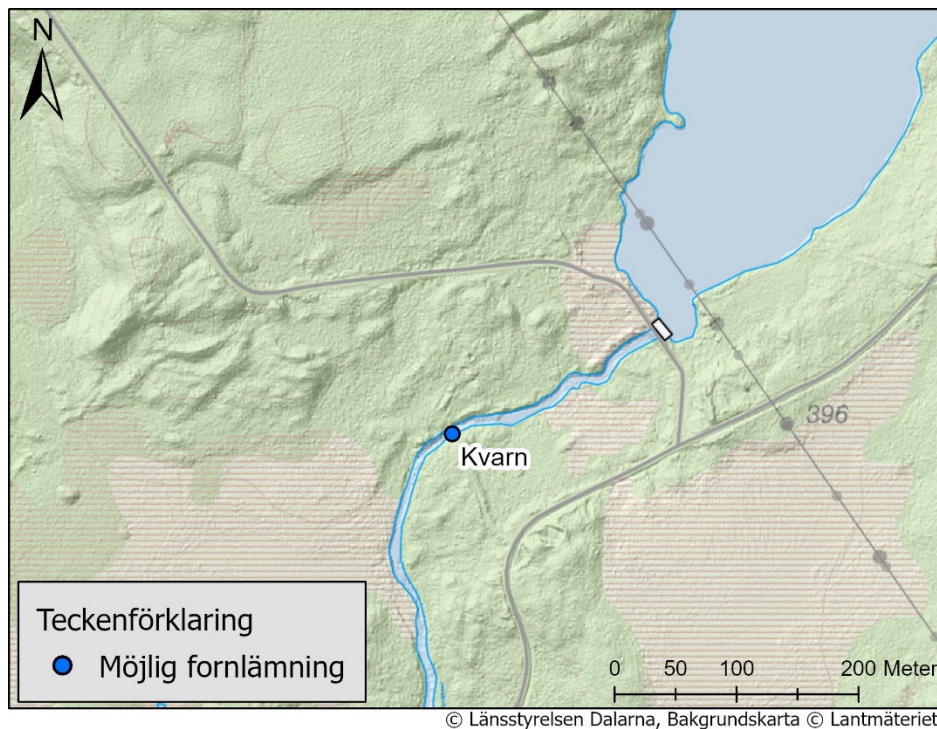 N
396
Kvarn
Teckenförklaring
Möjlig fornlämning
0 50 100 200 Meter
© Länsstyrelsen Dalarna, Bakgrundskarta © Lantmäteriet